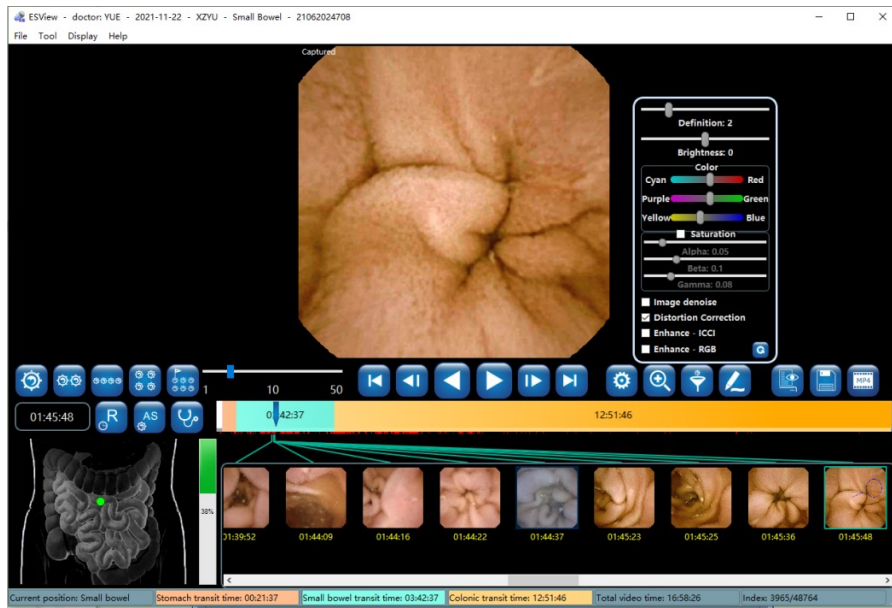 ESView - doctor: YUE - 2021-11-22 - XZYU - Small Bowel - 21062024708
File Tool Display Help
Captured
Definition: 2
Brightness: 0
Color
Cyan Red
Purple Green
Yellow Blue
Saturation
Alpha: 0.05
Beta: 0.1
Gamma: 0.08
Image denoise
Distortion Correction
Enhance - ICCI
Enhance - RGB
1 10 50
MP4
01:45:48 R AS 03:42:37 12:51:46
38%
01:39:52 01:44:09 01:44:16 01:44:22 01:44:37 01:45:23 01:45:25 01:45:36 01:45:48
Current position: Small bowel Stomach transit time: 00:21:37 Small bowel transit time: 03:42:37 Colonic transit time: 12:51:46 Total video time: 16:58:26 Index: 3965/48764